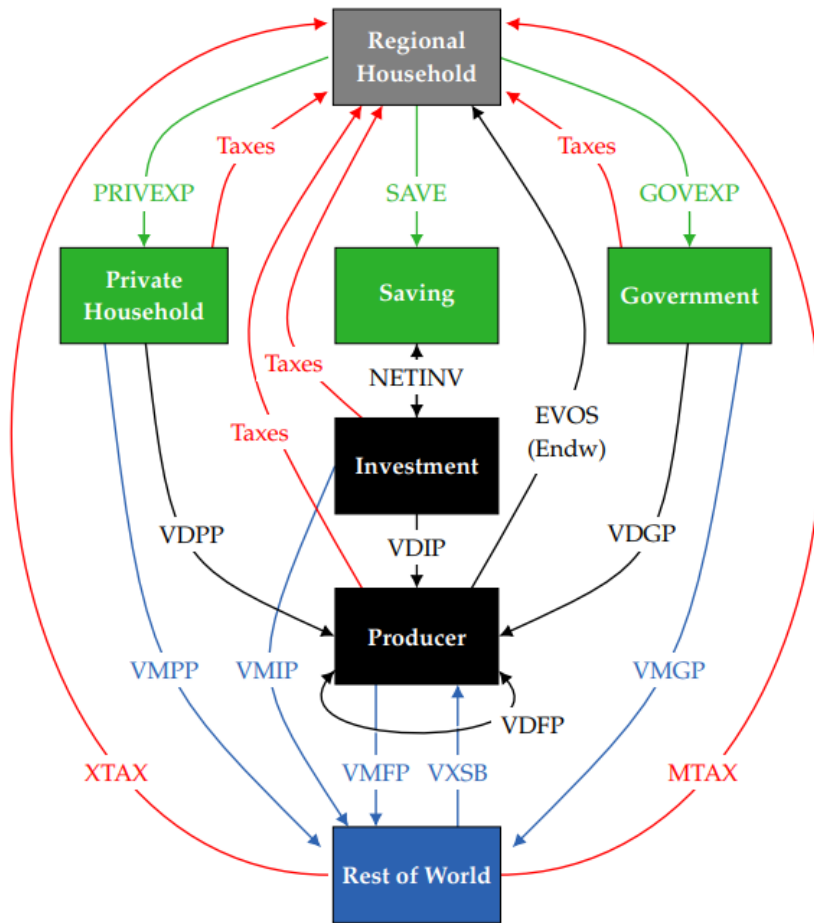 Regional
Household
Taxes
Taxes
PRIVEXP
SAVE
GOVEXP
Private
Household
Saving
Government
Taxes
NETINV
Taxes
EVOS
(Endw)
Investment
VDPP
VDIP
VDGP
Producer
VMPP
VMIP
VMGP
VDFP
XTAX
VMFP
VXSB
MTAX
Rest of World